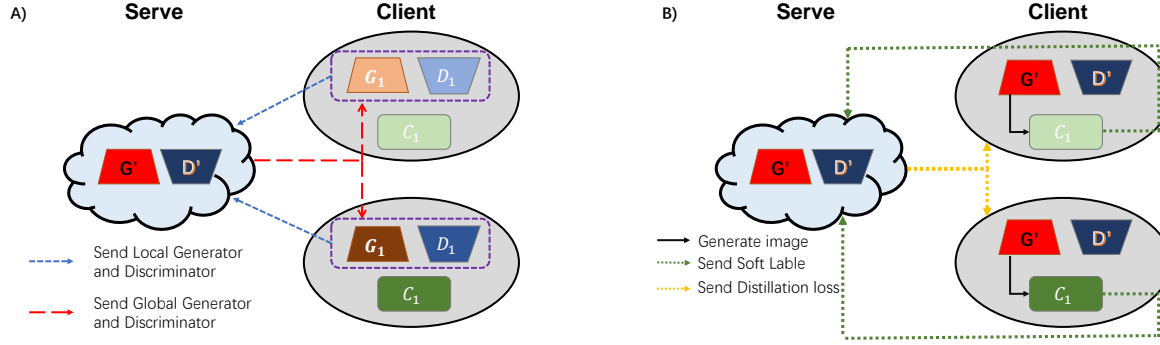 A)
Serve
Client
G₁
D₁
C₁
G'
D'
G₁
D₁
C₁
Send Local Generator
and Discriminator
Send Global Generator
and Discriminator
B)
Serve
Client
G'
D'
C₁
G'
D'
G'
D'
C₁
Generate image
Send Soft Lable
Send Distillation loss